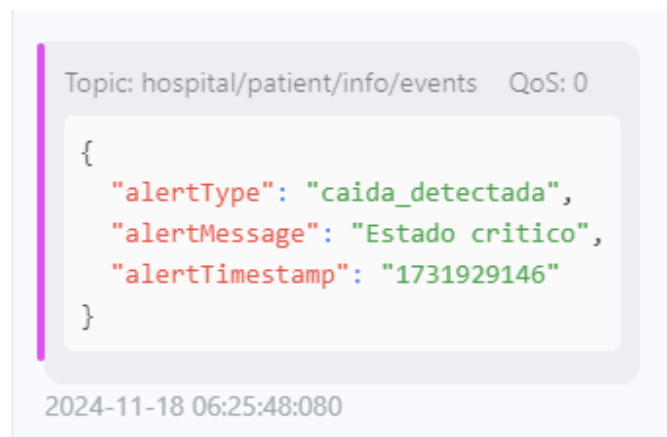 Topic: hospital/patient/info/events QoS: 0
{
"alertType": "caida_detectada",
"alertMessage": "Estado critico",
"alertTimestamp": "1731929146"
}
2024-11-18 06:25:48:080